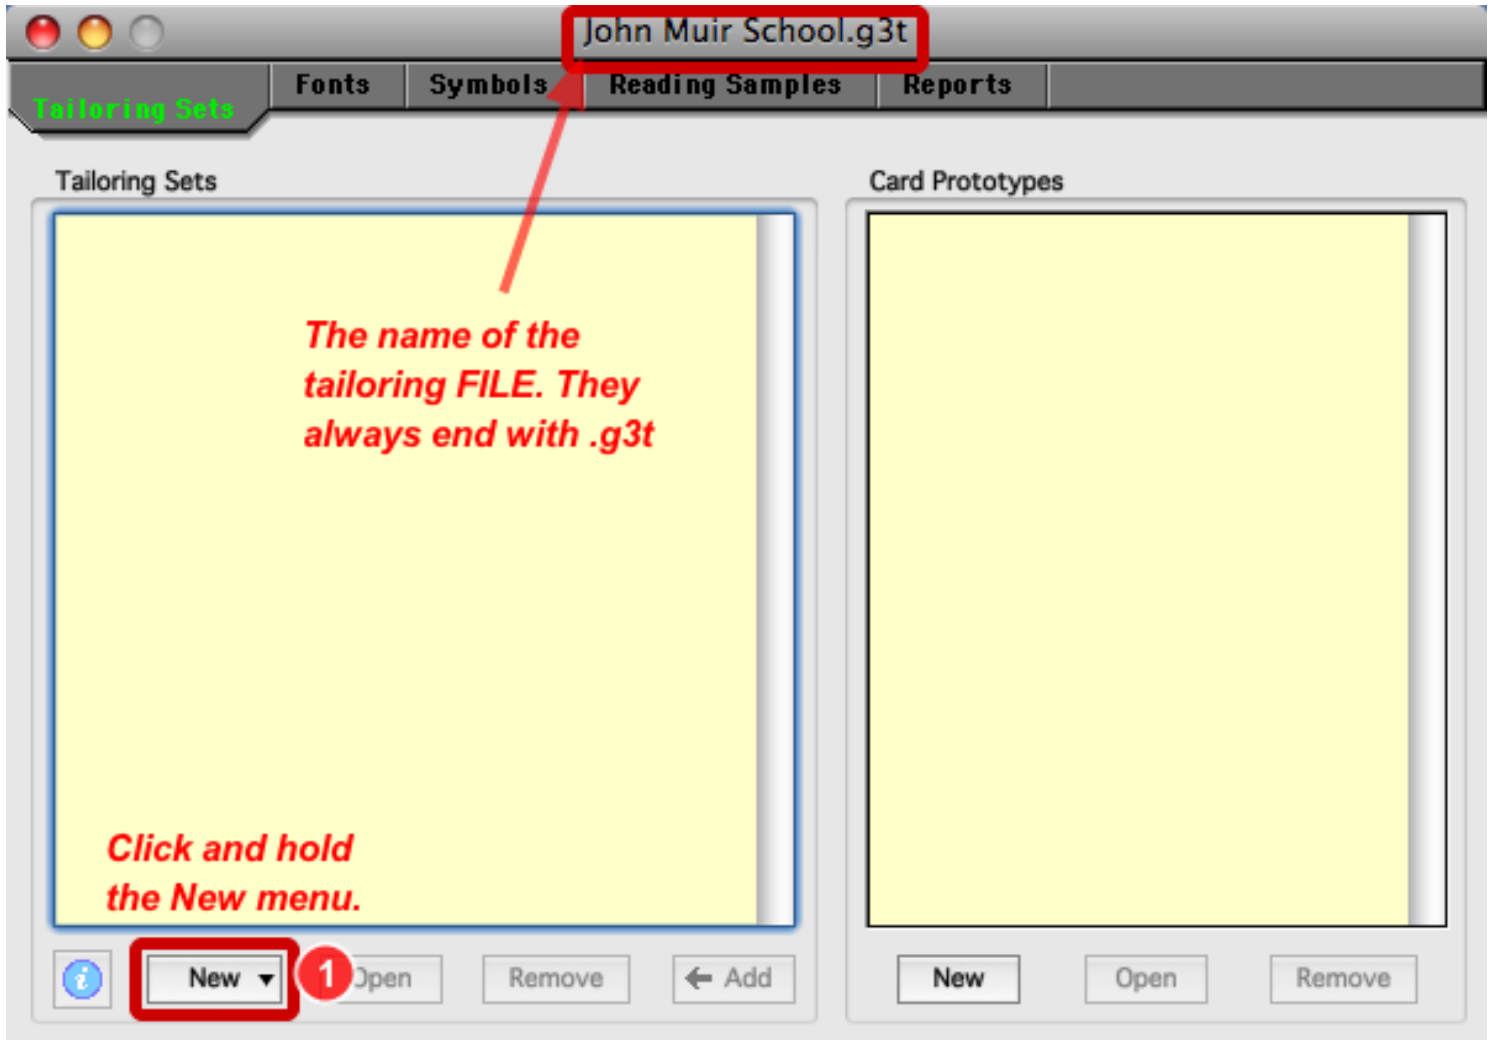 John Muir School.g3t
Tailoring Sets Fonts Symbols Reading Samples Reports
Tailoring Sets
Card Prototypes
The name of the
tailoring FILE. They
always end with .g3t
Click and hold
the New menu.
i New 1 Open Remove Add
New Open Remove